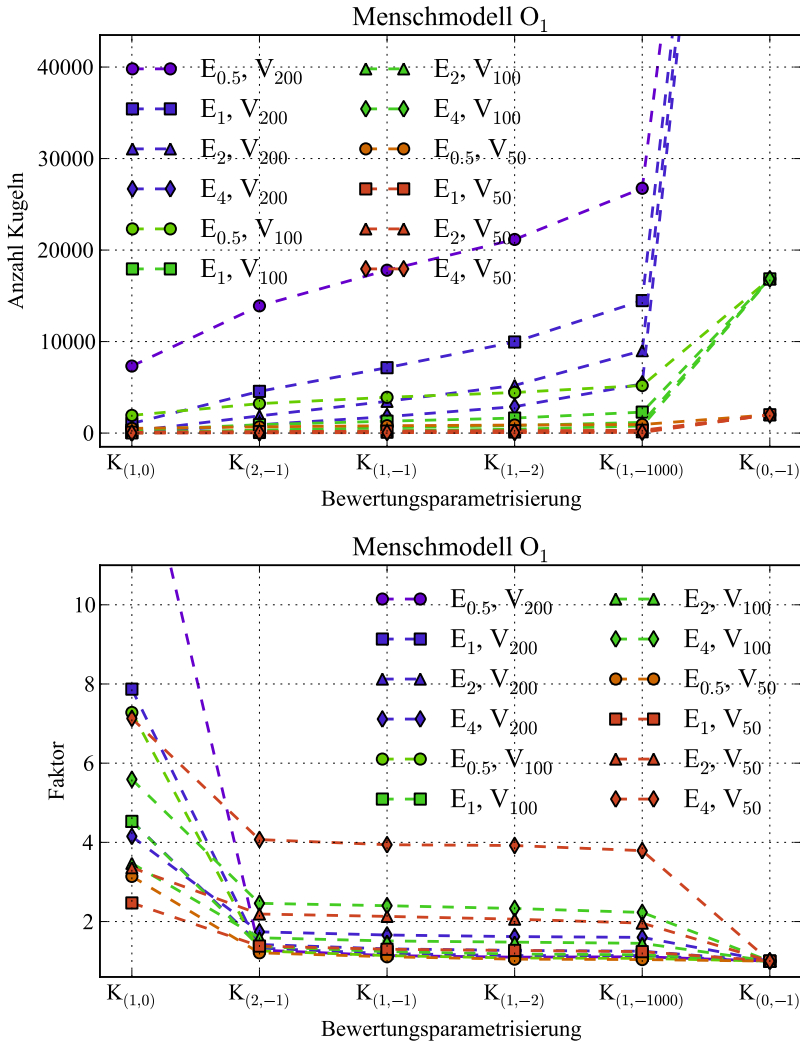 Menschmodell O1
40000
30000
20000
10000
0
Anzahl Kugeln
E0.5, V200
E1, V200
E2, V200
E4, V200
E0.5, V100
E1, V100
E2, V100
E4, V100
E0.5, V50
E1, V50
E2, V50
E4, V50
K(1,0) K(2,−1) K(1,−1) K(1,−2) K(1,−1000) K(0,−1)
Bewertungsparametrisierung
Menschmodell O1
10
8
6
4
2
Faktor
E0.5, V200
E1, V200
E2, V200
E4, V200
E0.5, V100
E1, V100
E2, V100
E4, V100
E0.5, V50
E1, V50
E2, V50
E4, V50
K(1,0) K(2,−1) K(1,−1) K(1,−2) K(1,−1000) K(0,−1)
Bewertungsparametrisierung